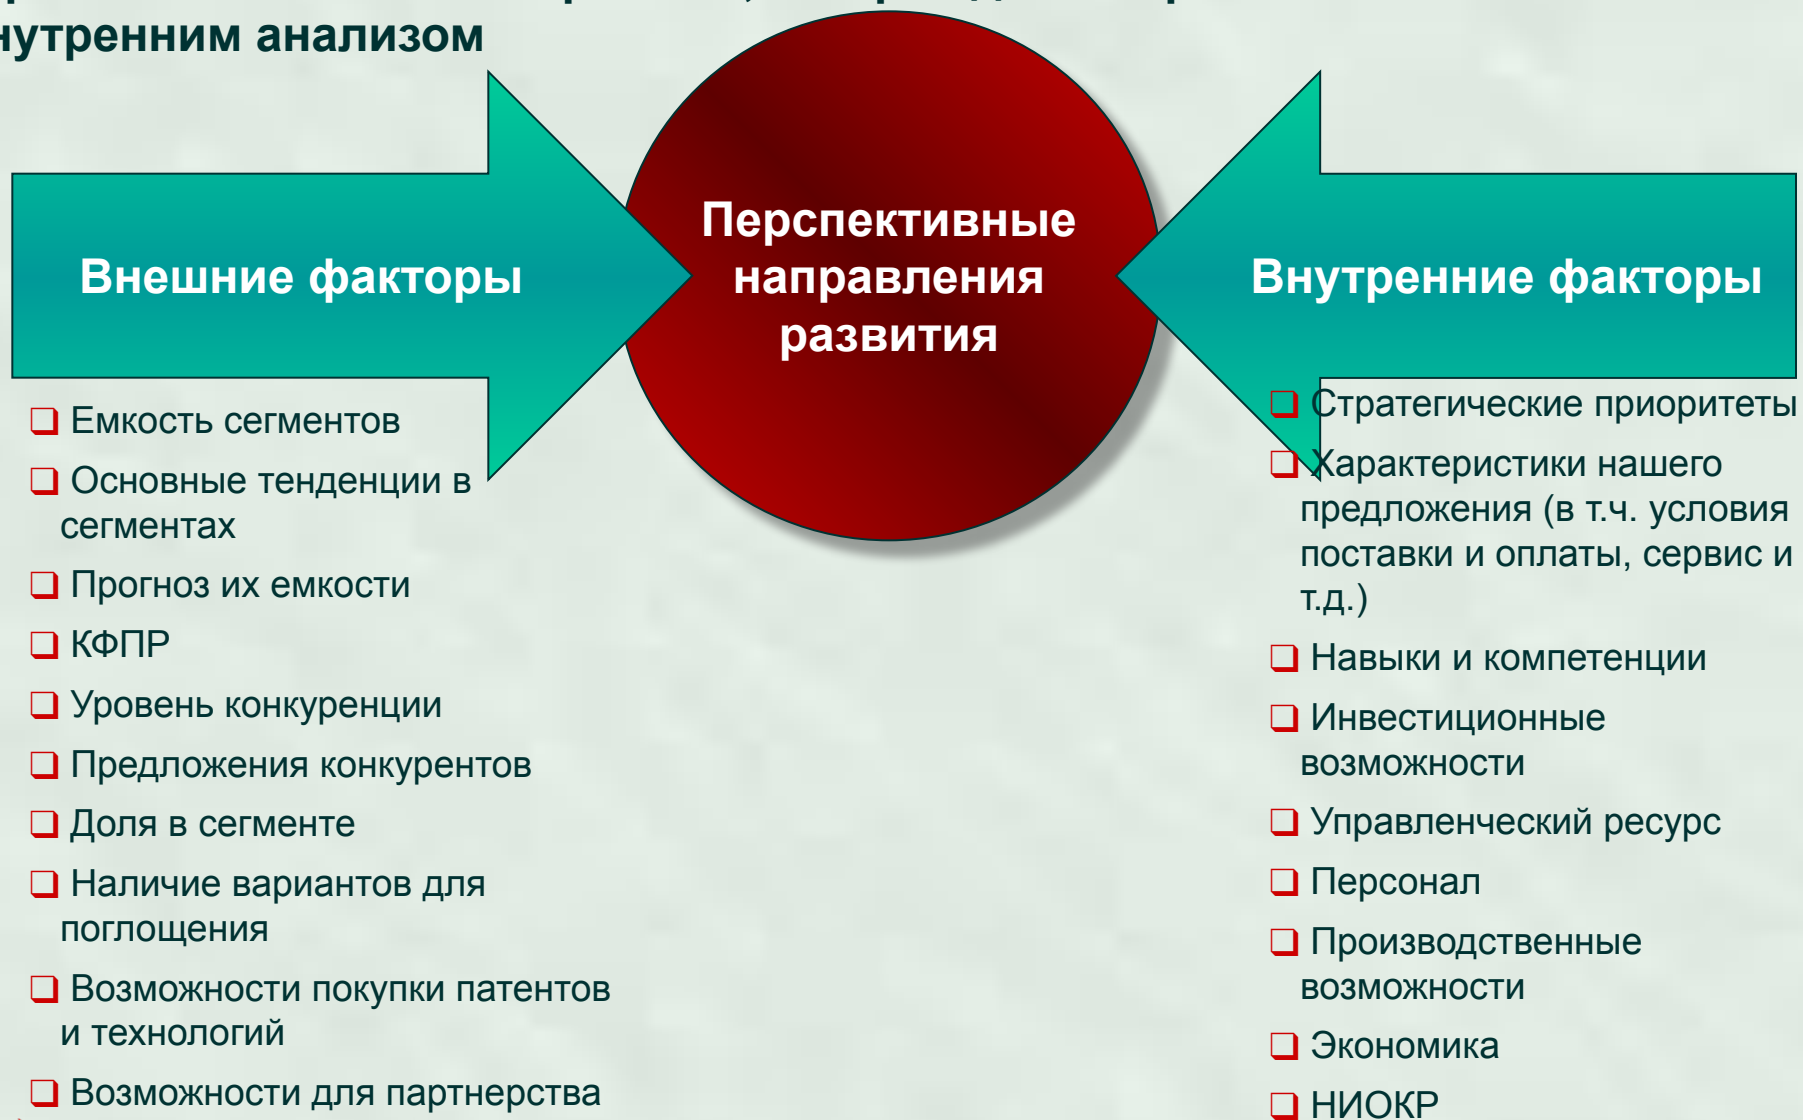 внутренним анализом
Внешние факторы
Перспективные
направления
развития
Внутренние факторы
❑ Емкость сегментов
❑ Основные тенденции в
сегментах
❑ Прогноз их емкости
❑ КФПР
❑ Уровень конкуренции
❑ Предложения конкурентов
❑ Доля в сегменте
❑ Наличие вариантов для
поглощения
❑ Возможности покупки патентов
и технологий
❑ Возможности для партнерства
❑ Стратегические приоритеты
❑ Характеристики нашего
предложения (в т.ч. условия
поставки и оплаты, сервис и
т.д.)
❑ Навыки и компетенции
❑ Инвестиционные
возможности
❑ Управленческий ресурс
❑ Персонал
❑ Производственные
возможности
❑ Экономика
❑ НИОКР